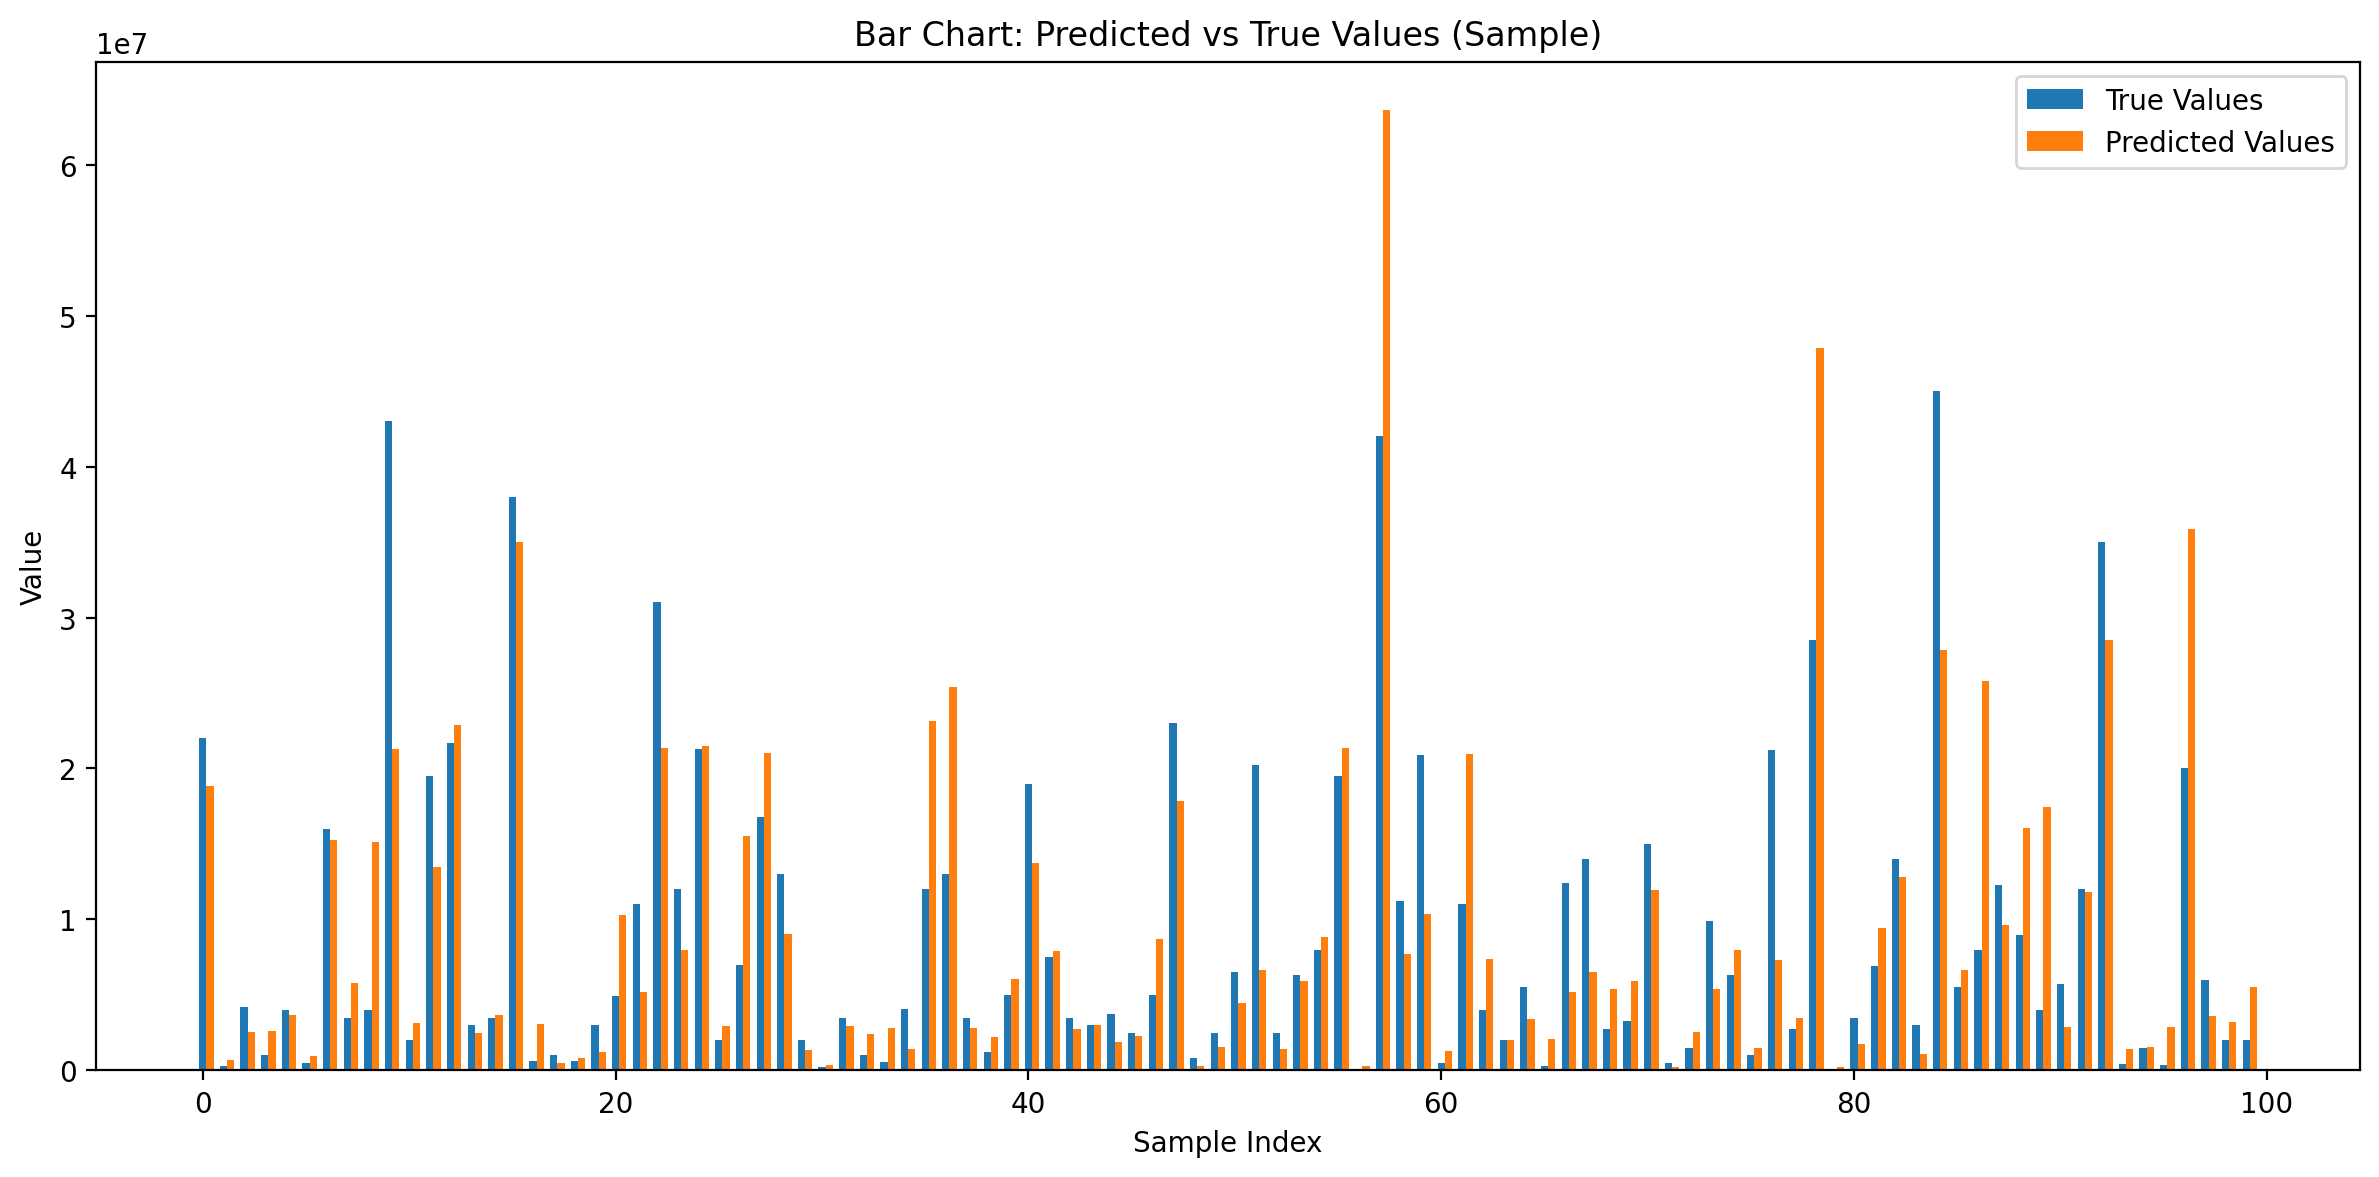 Bar Chart: Predicted vs True Values (Sample)
1e7
True Values
Predicted Values
6
5
4
3
2
1
0
Value
0 20 40 60 80 100
Sample Index